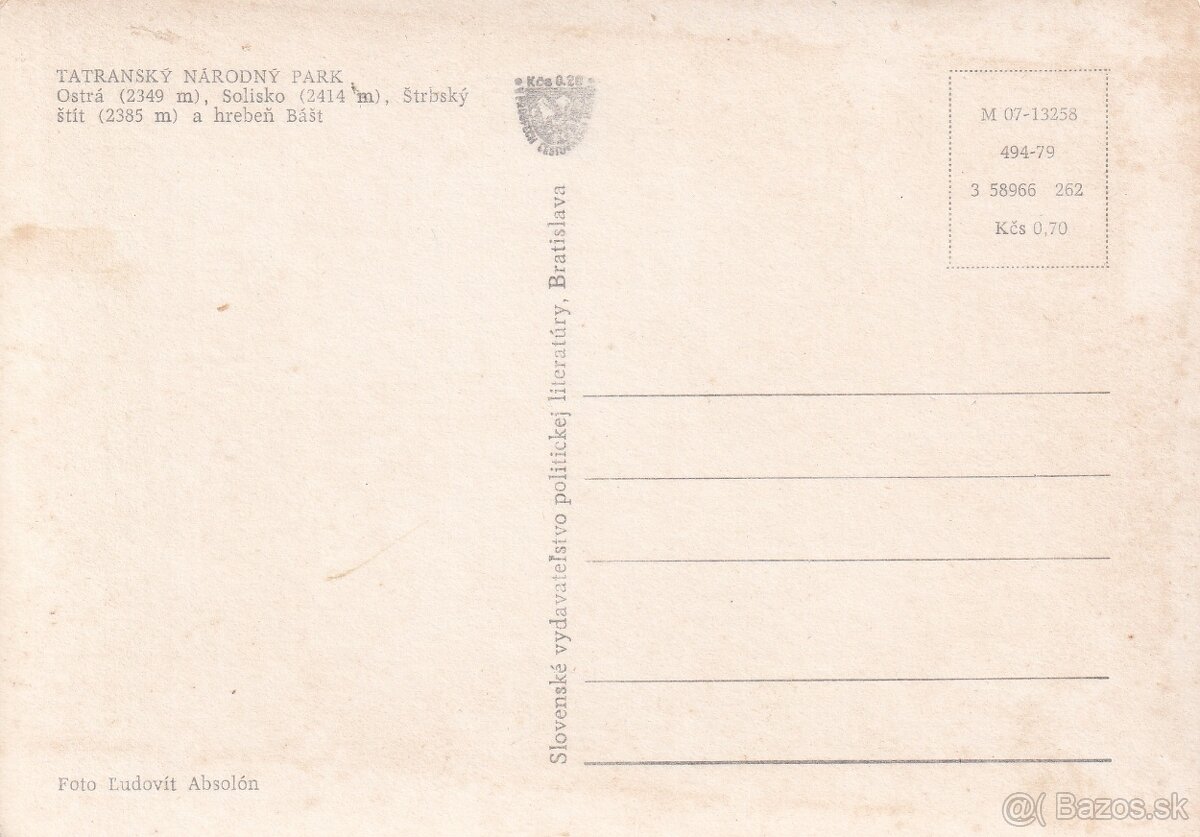 TATRANSKÝ NÁRODNÝ PARK
Ostrá (2349 m), Solisko (2414 m), Štrbský
štít (2385 m) a hrebeň Bášt
Kčs 0.20
M 07-13258
494-79
3 58966 262
Kčs 0,70
Slovenské vydavateľstvo politickej literatúry, Bratislava
Foto Ľudovít Absolón
@( Bazos.sk